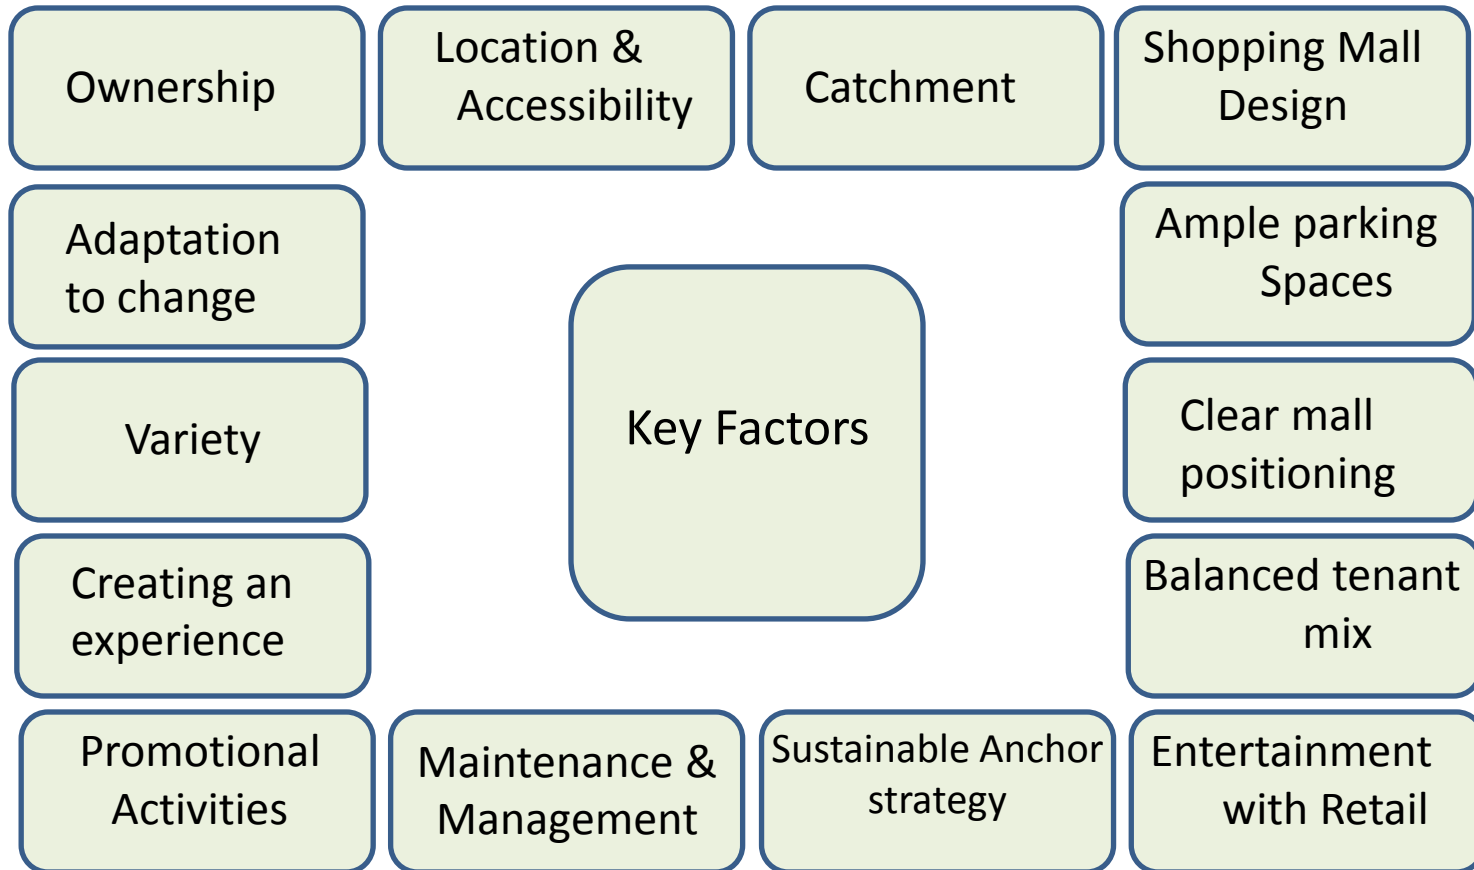 Ownership
Location &
Accessibility
Catchment
Shopping Mall
Design
Adaptation
to change
Ample parking
Spaces
Variety
Key Factors
Clear mall
positioning
Creating an
experience
Balanced tenant
mix
Promotional
Activities
Maintenance &
Management
Sustainable Anchor
strategy
Entertainment
with Retail